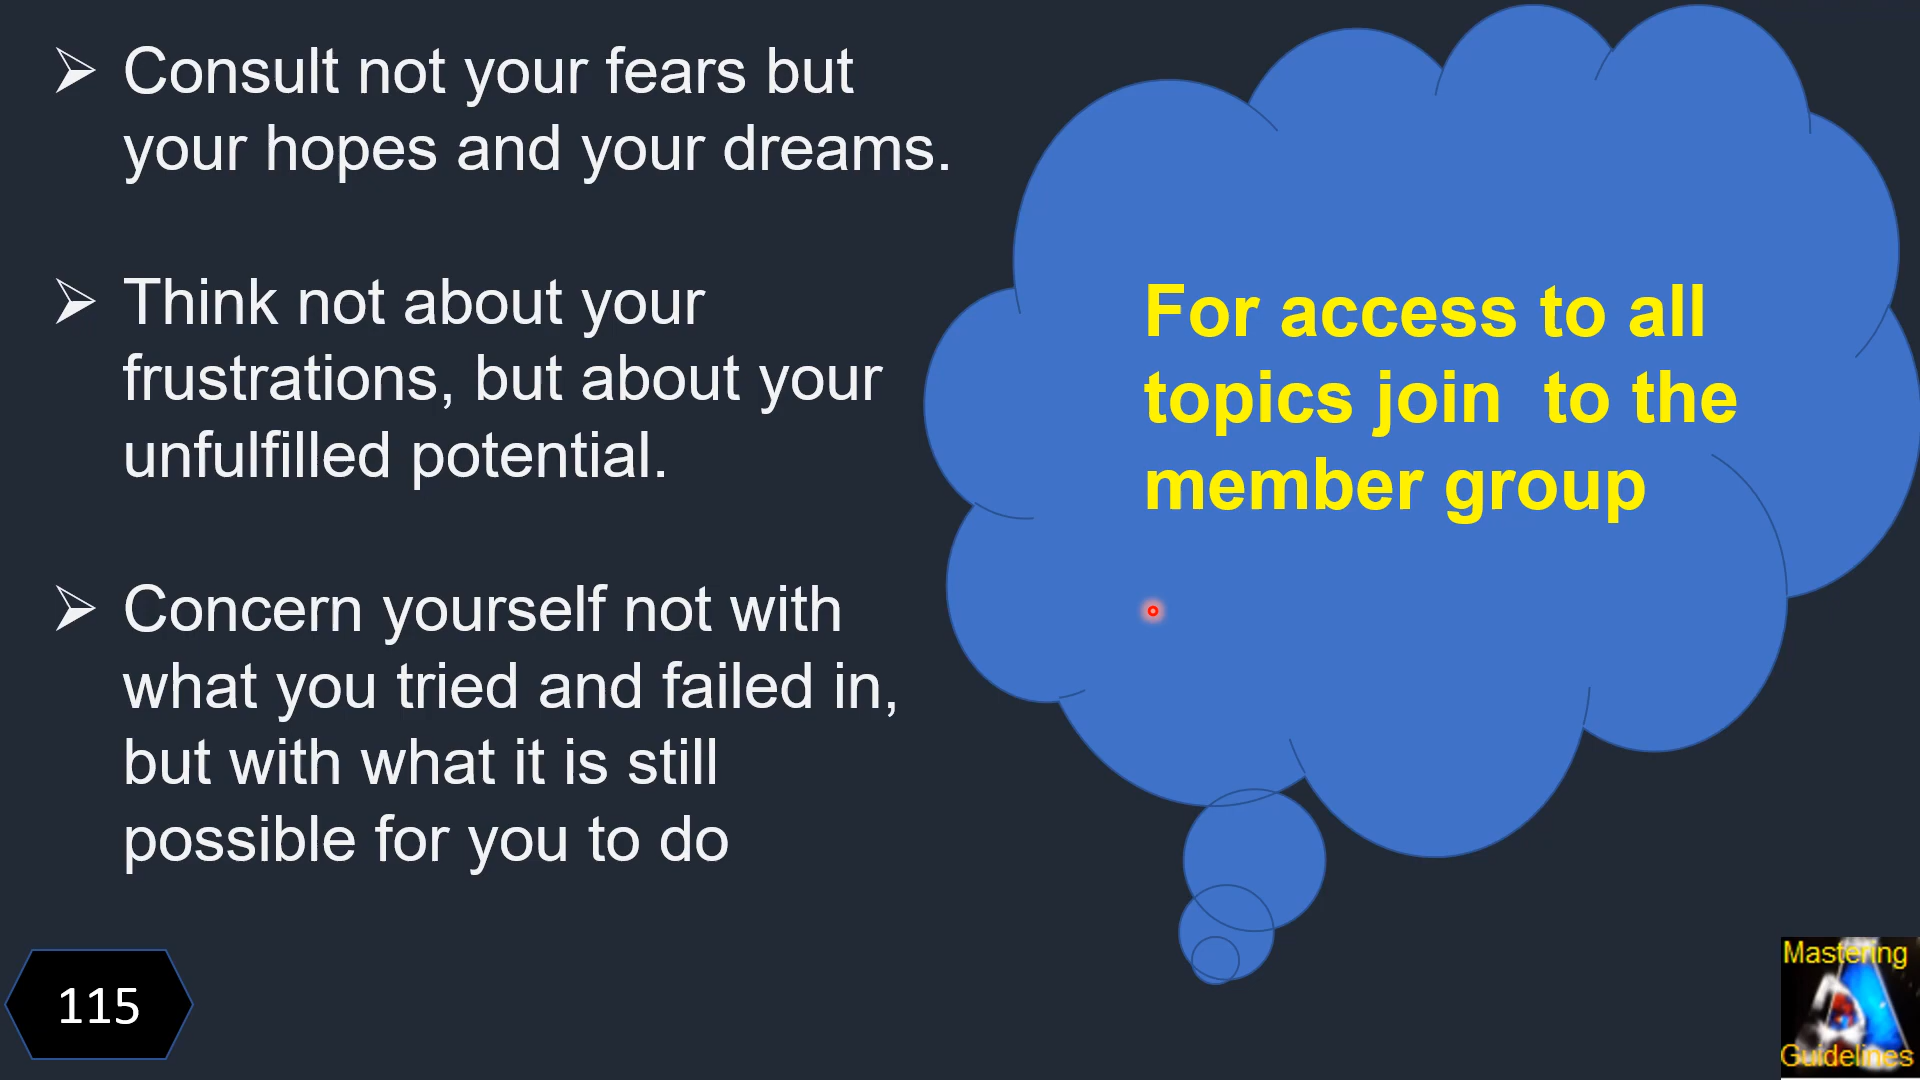 Consult not your fears but
your hopes and your dreams.
Think not about your
frustrations, but about your
unfulfilled potential.
Concern yourself not with
what you tried and failed in,
but with what it is still
possible for you to do
For access to all
topics join  to the
member group
115
Mastering
Guidelines